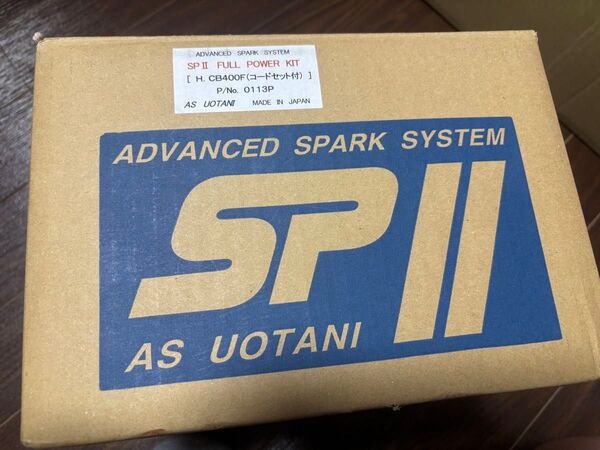 ADVANCED SPARK SYSTEM
SPⅡ FULL POWER KIT
[ H. CB400F(コードセット付) ]
P/No. 0113P
AS UOTANI MADE IN JAPAN
ADVANCED SPARK SYSTEM
SPII
AS UOTANI